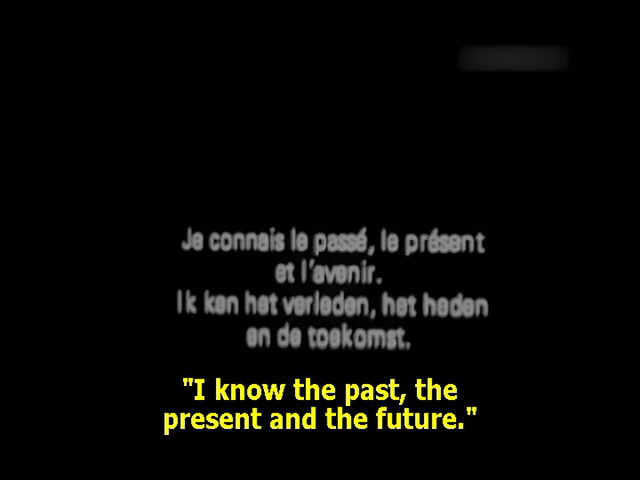 Je connais le passé, le présent
et l'avenir.
Ik ken het verleden, het heden
en de toekomst.
"I know the past, the
present and the future."